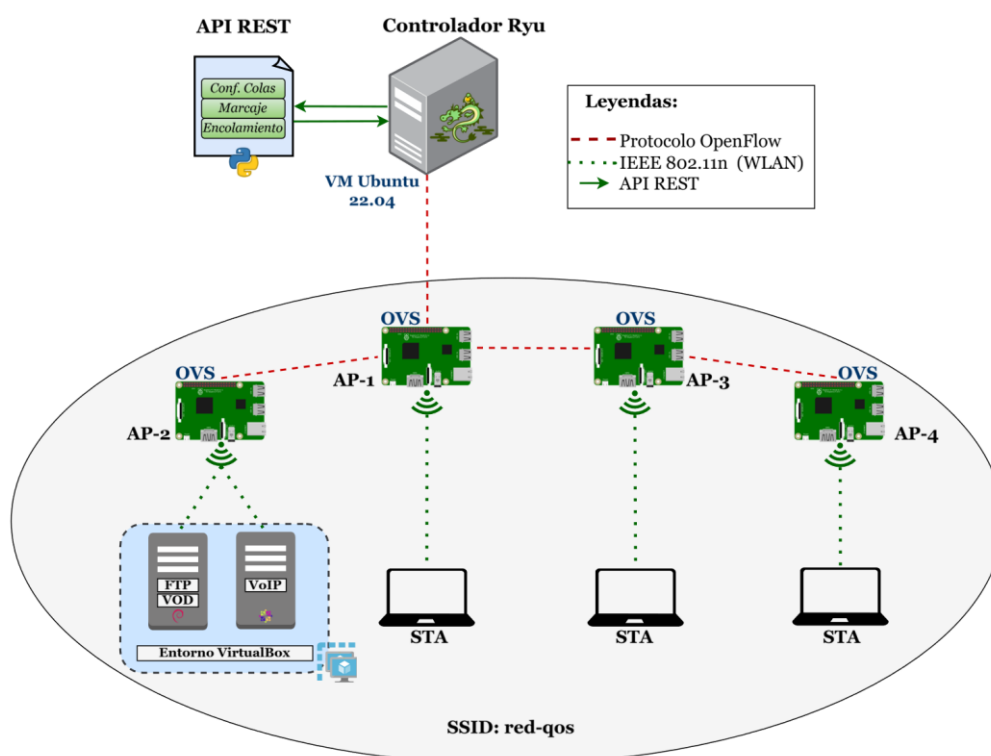 API REST
Conf. Colas
Marcaje
Encolamiento
Controlador Ryu
VM Ubuntu
22.04
Leyendas:
Protocolo OpenFlow
IEEE 802.11n (WLAN)
API REST
OVS
AP-1
OVS
AP-3
OVS
AP-2
OVS
AP-4
FTP
VOD
VoIP
Entorno VirtualBox
STA
STA
STA
SSID: red-qos